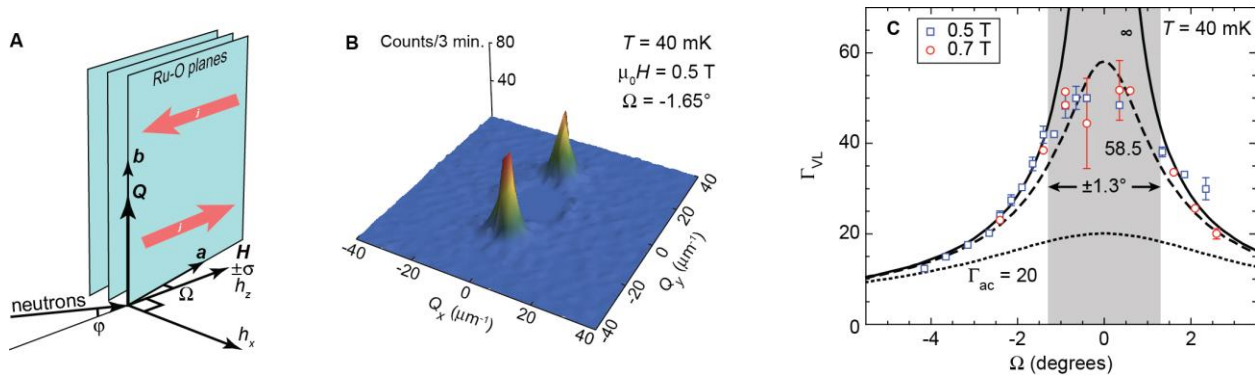 A
Ru-O planes
i
i
b
Q
a
H
±σ
h_z
Ω
neutrons
φ
h_x
B
Counts/3 min.
80
40
T = 40 mK
μ₀H = 0.5 T
Ω = -1.65°
-40
-20
0
20
40
Q_x (μm⁻¹)
-40
-20
0
20
40
Q_y (μm⁻¹)
C
0.5 T
0.7 T
∞
T = 40 mK
58.5
±1.3°
Γ_ac = 20
60
40
20
0
Γ_VL
-4
-2
0
2
Ω (degrees)